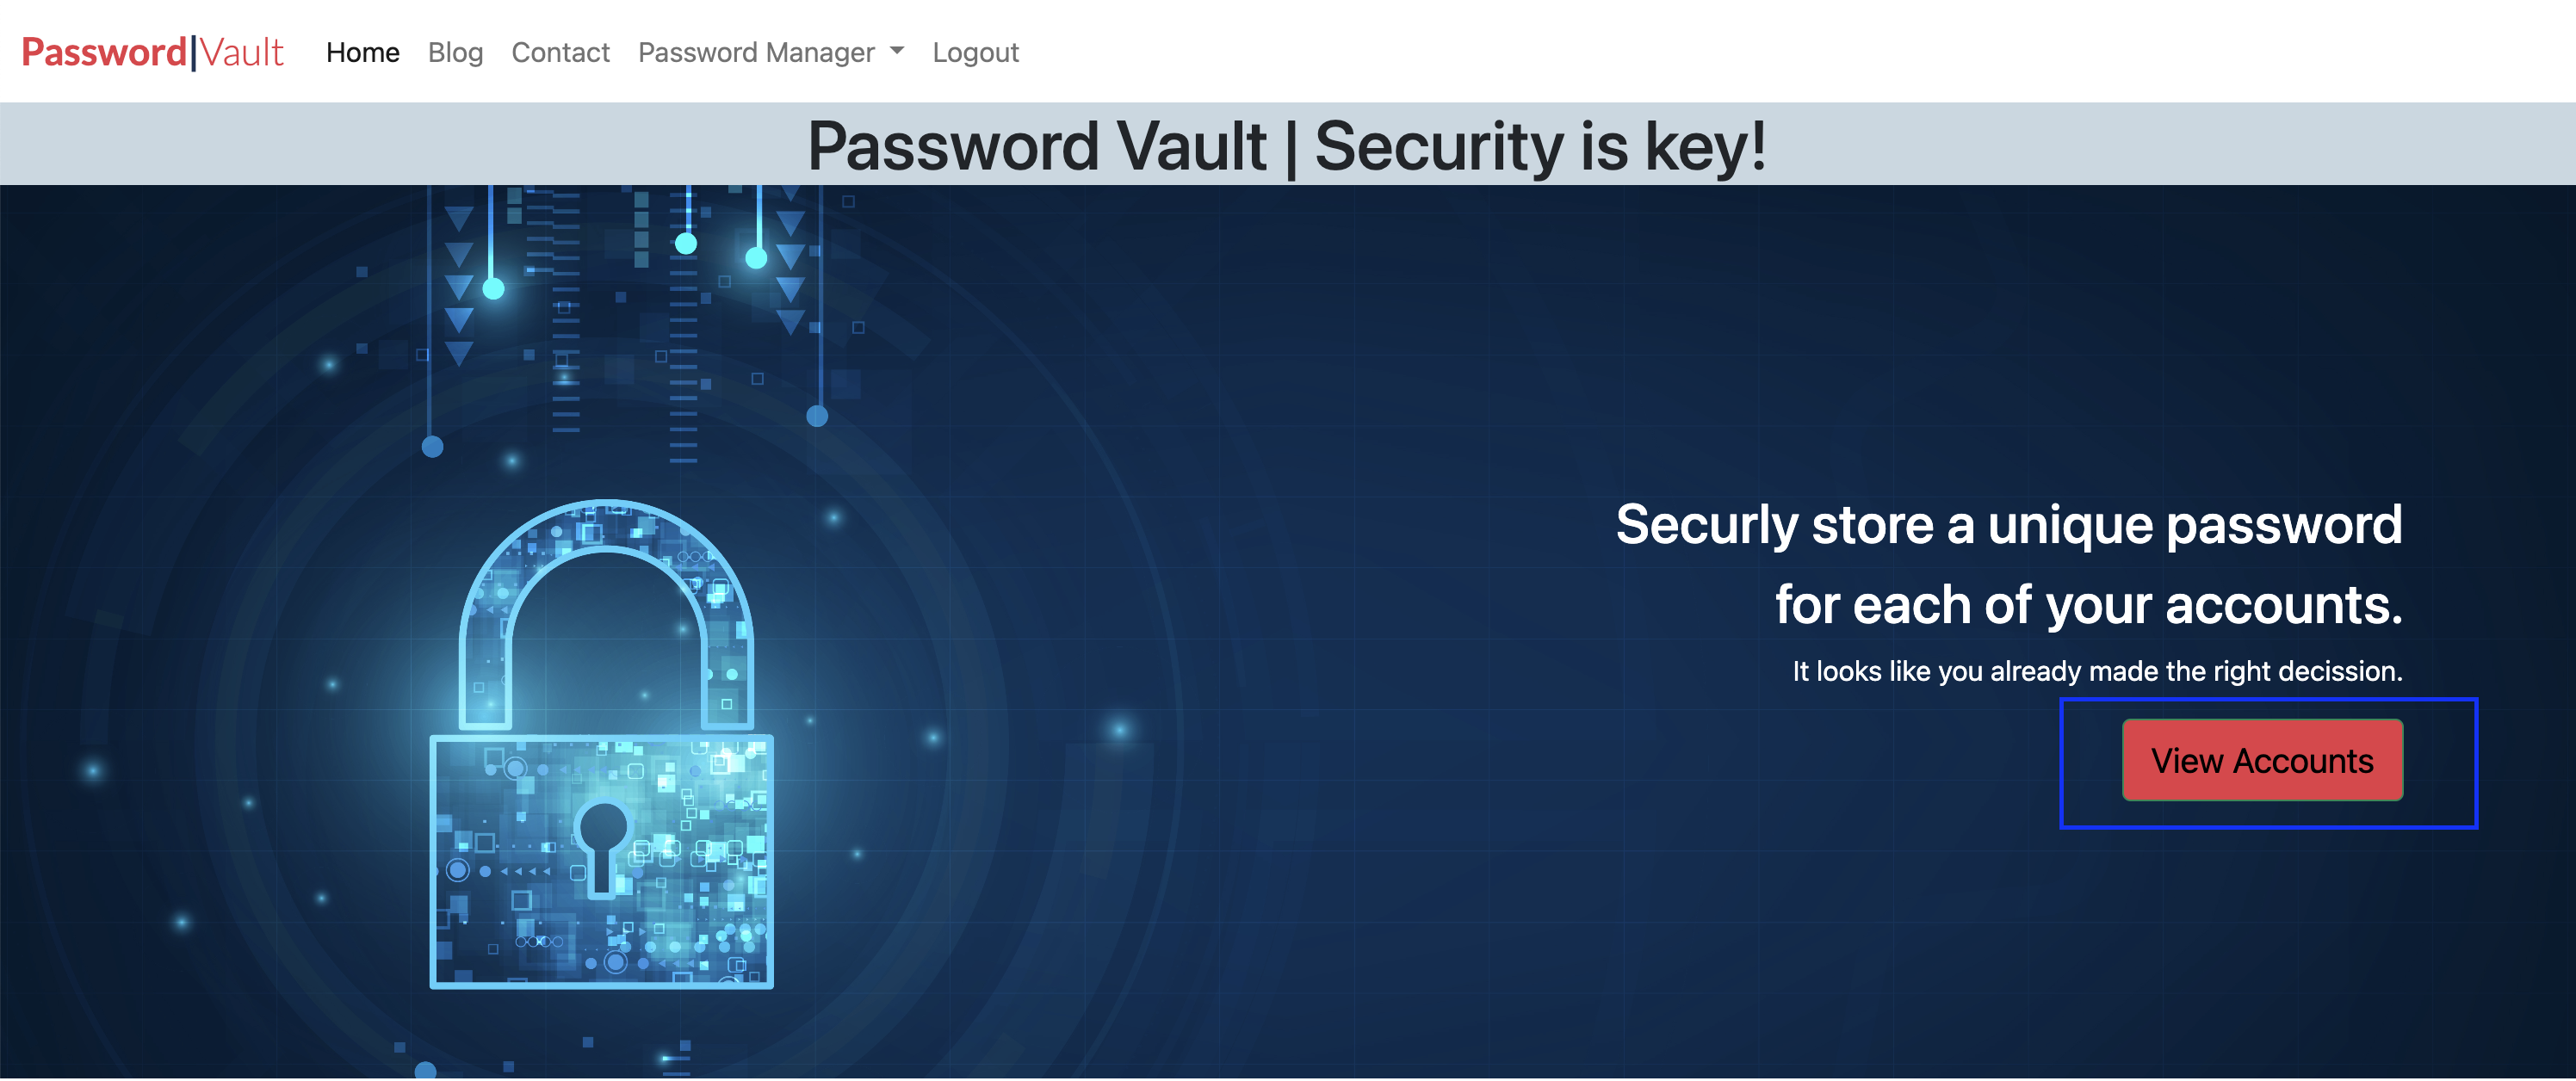 Password|Vault Home Blog Contact Password Manager Logout
Password Vault | Security is key!
Securly store a unique password
for each of your accounts.
It looks like you already made the right decission.
View Accounts